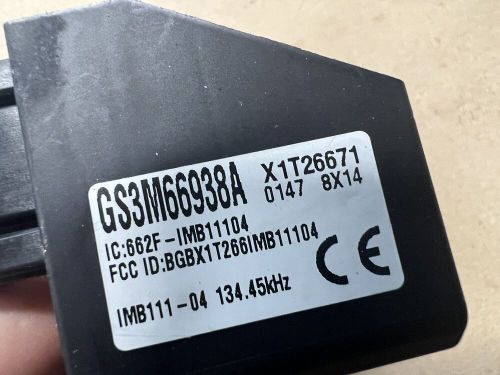 GS3M66938A X1T26671
0147 8X14
IC:662F-IMB11104
FCC ID:BGBX1T266IMB11104
IMB111-04 134.45kHz
CE